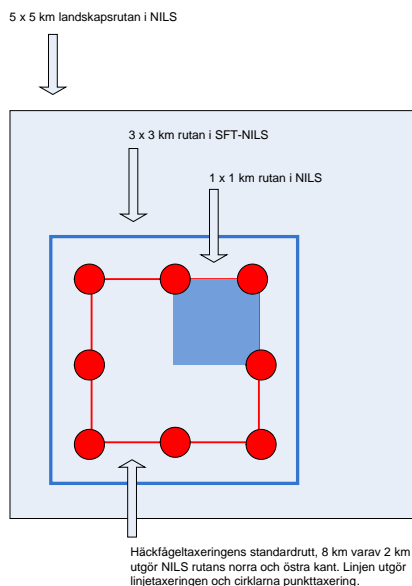 5 x 5 km landskapsrutan i NILS
3 x 3 km rutan i SFT-NILS
1 x 1 km rutan i NILS
Häckfågeltaxeringens standardrutt, 8 km varav 2 km
utgör NILS rutans norra och östra kant. Linjen utgör
linjetaxeringen och cirklarna punkttaxering.